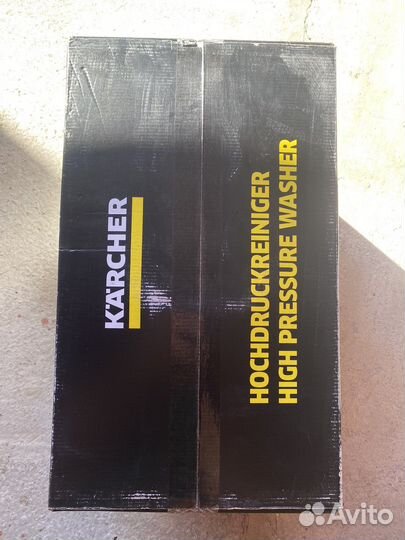 KÄRCHER
HOCHDRUCKREINIGER
HIGH PRESSURE WASHER
Avito